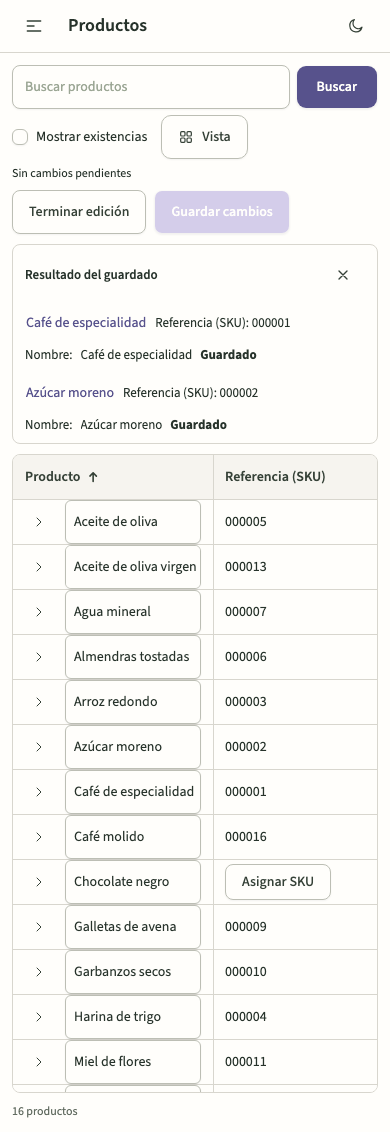 Productos
Buscar productos
Buscar
Mostrar existencias
Vista
Sin cambios pendientes
Terminar edición
Guardar cambios
Resultado del guardado
Café de especialidad Referencia (SKU): 000001
Nombre: Café de especialidad Guardado
Azúcar moreno Referencia (SKU): 000002
Nombre: Azúcar moreno Guardado
Producto ↑ Referencia (SKU)
Aceite de oliva 000005
Aceite de oliva virgen 000013
Agua mineral 000007
Almendras tostadas 000006
Arroz redondo 000003
Azúcar moreno 000002
Café de especialidad 000001
Café molido 000016
Chocolate negro Asignar SKU
Galletas de avena 000009
Garbanzos secos 000010
Harina de trigo 000004
Miel de flores 000011
16 productos